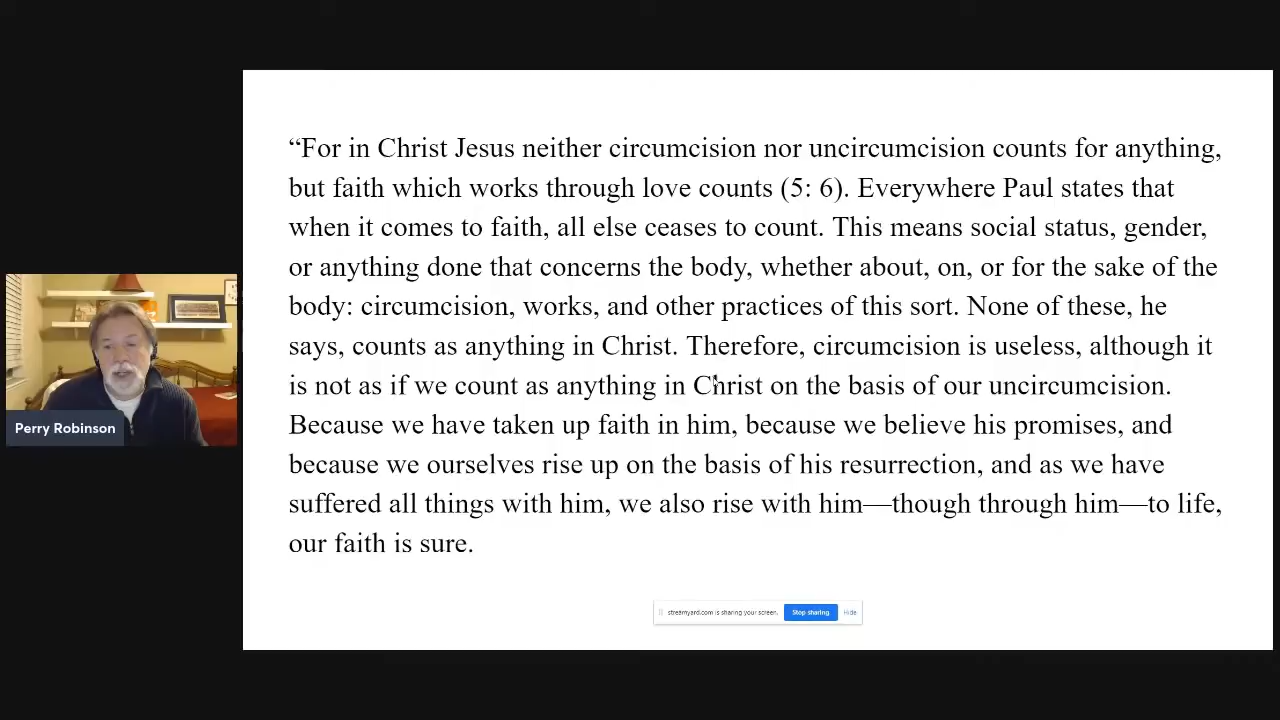 “For in Christ Jesus neither circumcision nor uncircumcision counts for anything,
but faith which works through love counts (5: 6). Everywhere Paul states that
when it comes to faith, all else ceases to count. This means social status, gender,
or anything done that concerns the body, whether about, on, or for the sake of the
body: circumcision, works, and other practices of this sort. None of these, he
says, counts as anything in Christ. Therefore, circumcision is useless, although it
is not as if we count as anything in Christ on the basis of our uncircumcision.
Because we have taken up faith in him, because we believe his promises, and
because we ourselves rise up on the basis of his resurrection, and as we have
suffered all things with him, we also rise with him—though through him—to life,
our faith is sure.
Perry Robinson
streamyard.com is sharing your screen. Stop sharing Hide